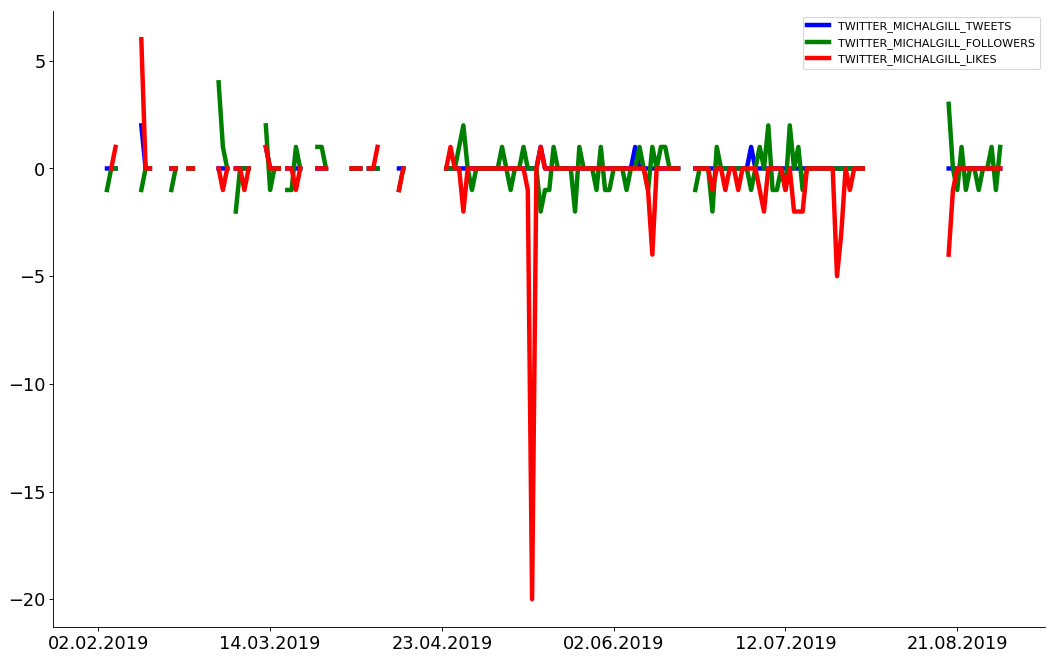 TWITTER_MICHALGILL_TWEETS
TWITTER_MICHALGILL_FOLLOWERS
TWITTER_MICHALGILL_LIKES
5
0
−5
−10
−15
−20
02.02.2019 14.03.2019 23.04.2019 02.06.2019 12.07.2019 21.08.2019